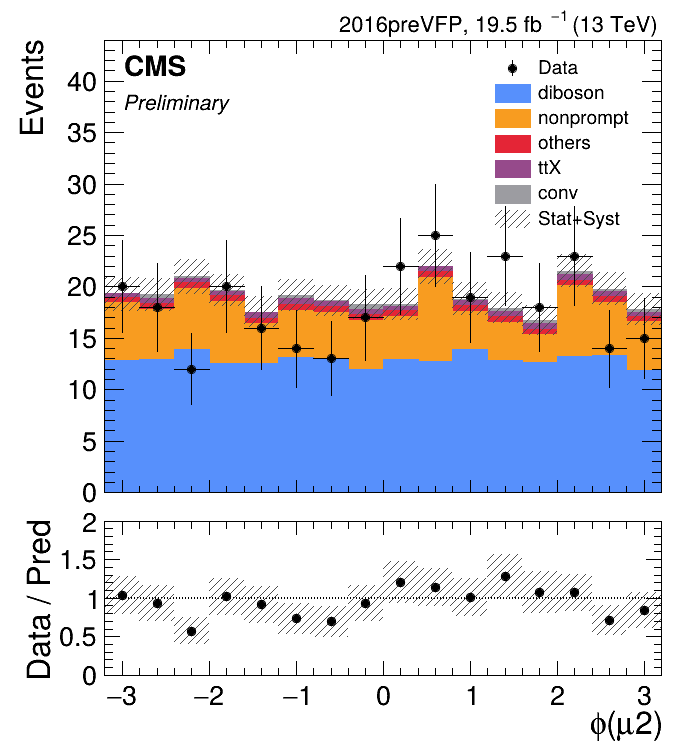 2016preVFP, 19.5 fb⁻¹ (13 TeV)
CMS
Preliminary
Data
diboson
nonprompt
others
ttX
conv
Stat+Syst
Events
40
35
30
25
20
15
10
5
0
Data / Pred
2
1.5
1
0.5
0
−3 −2 −1 0 1 2 3
ϕ(μ2)